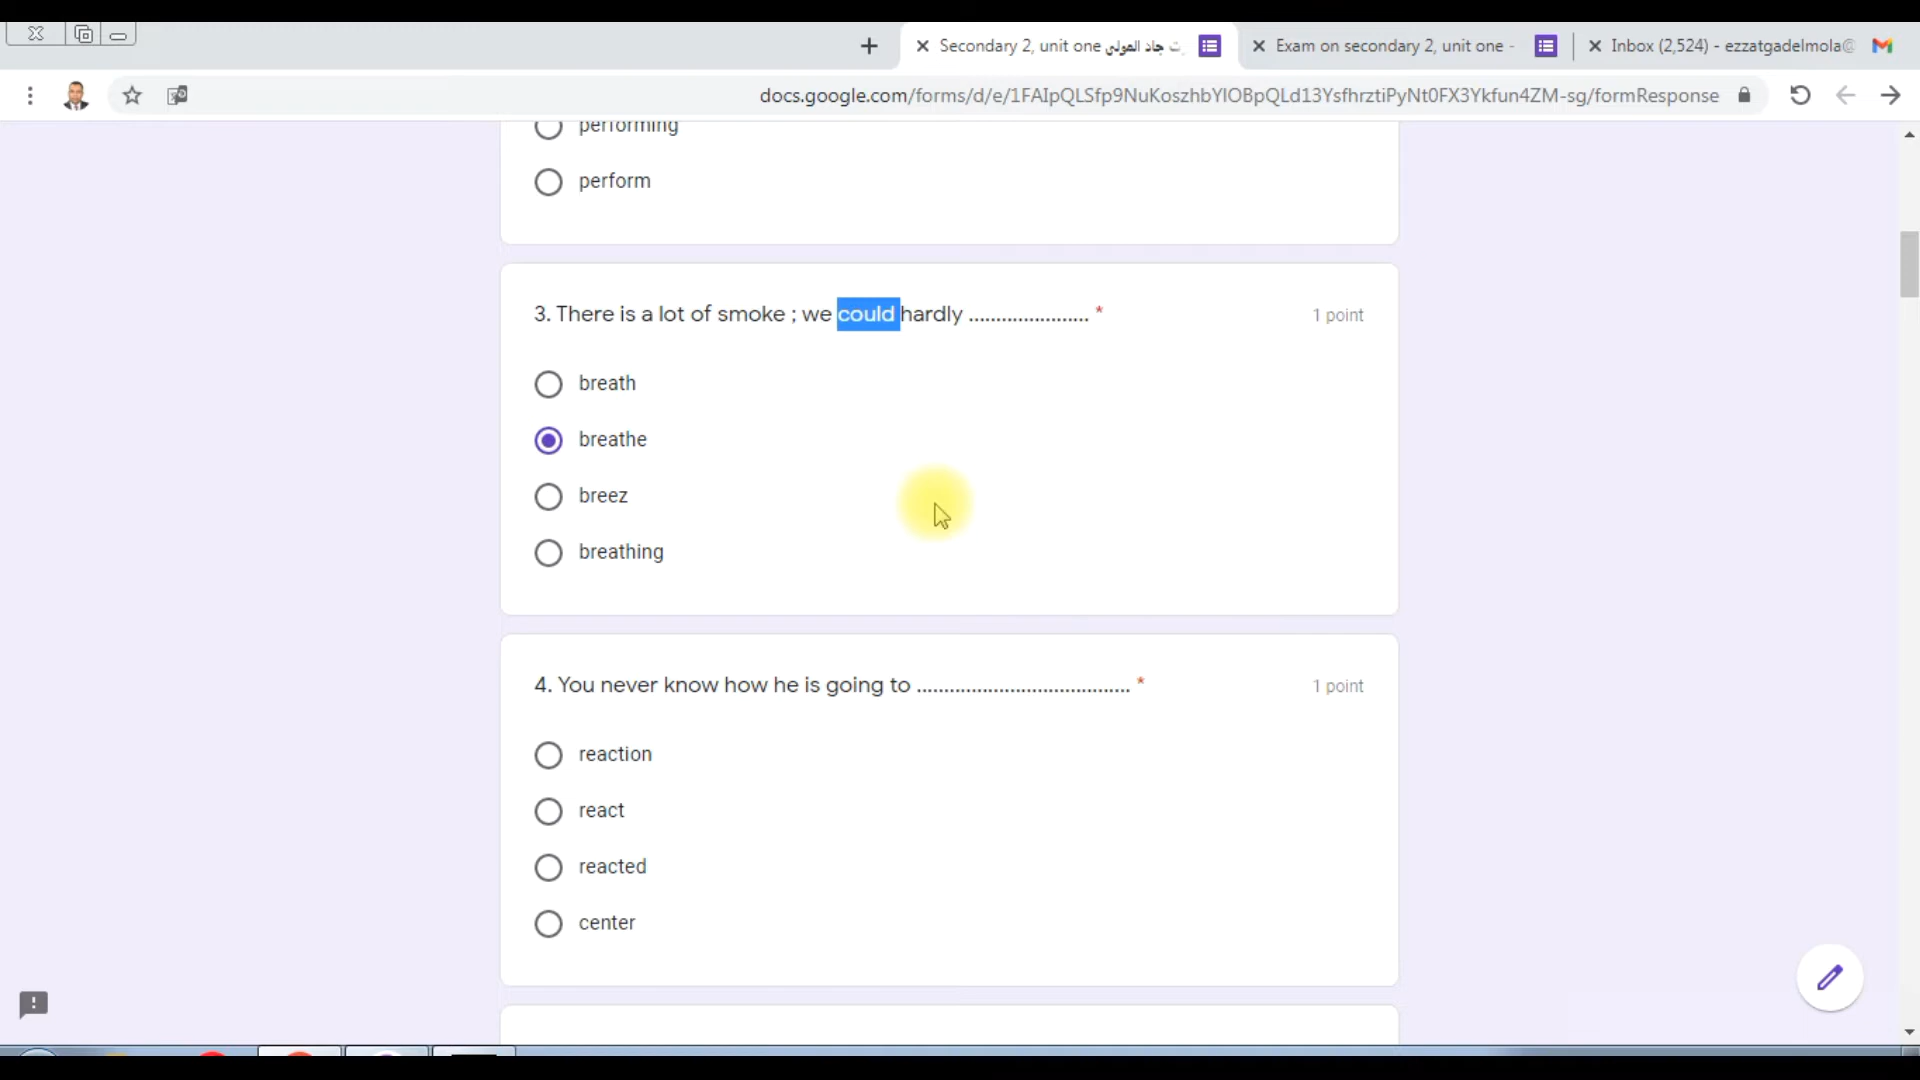 Secondary 2, unit one ت جاد المولي
Exam on secondary 2, unit one -
Inbox (2,524) - ezzatgadelmola@
docs.google.com/forms/d/e/1FAIpQLSfp9NuKoszhbYlOBpQLd13YsfhrztiPyNt0FX3Ykfun4ZM-sg/formResponse
performing
perform
3. There is a lot of smoke ; we could hardly ...................... *
1 point
breath
breathe
breez
breathing
4. You never know how he is going to ....................................... *
1 point
reaction
react
reacted
center